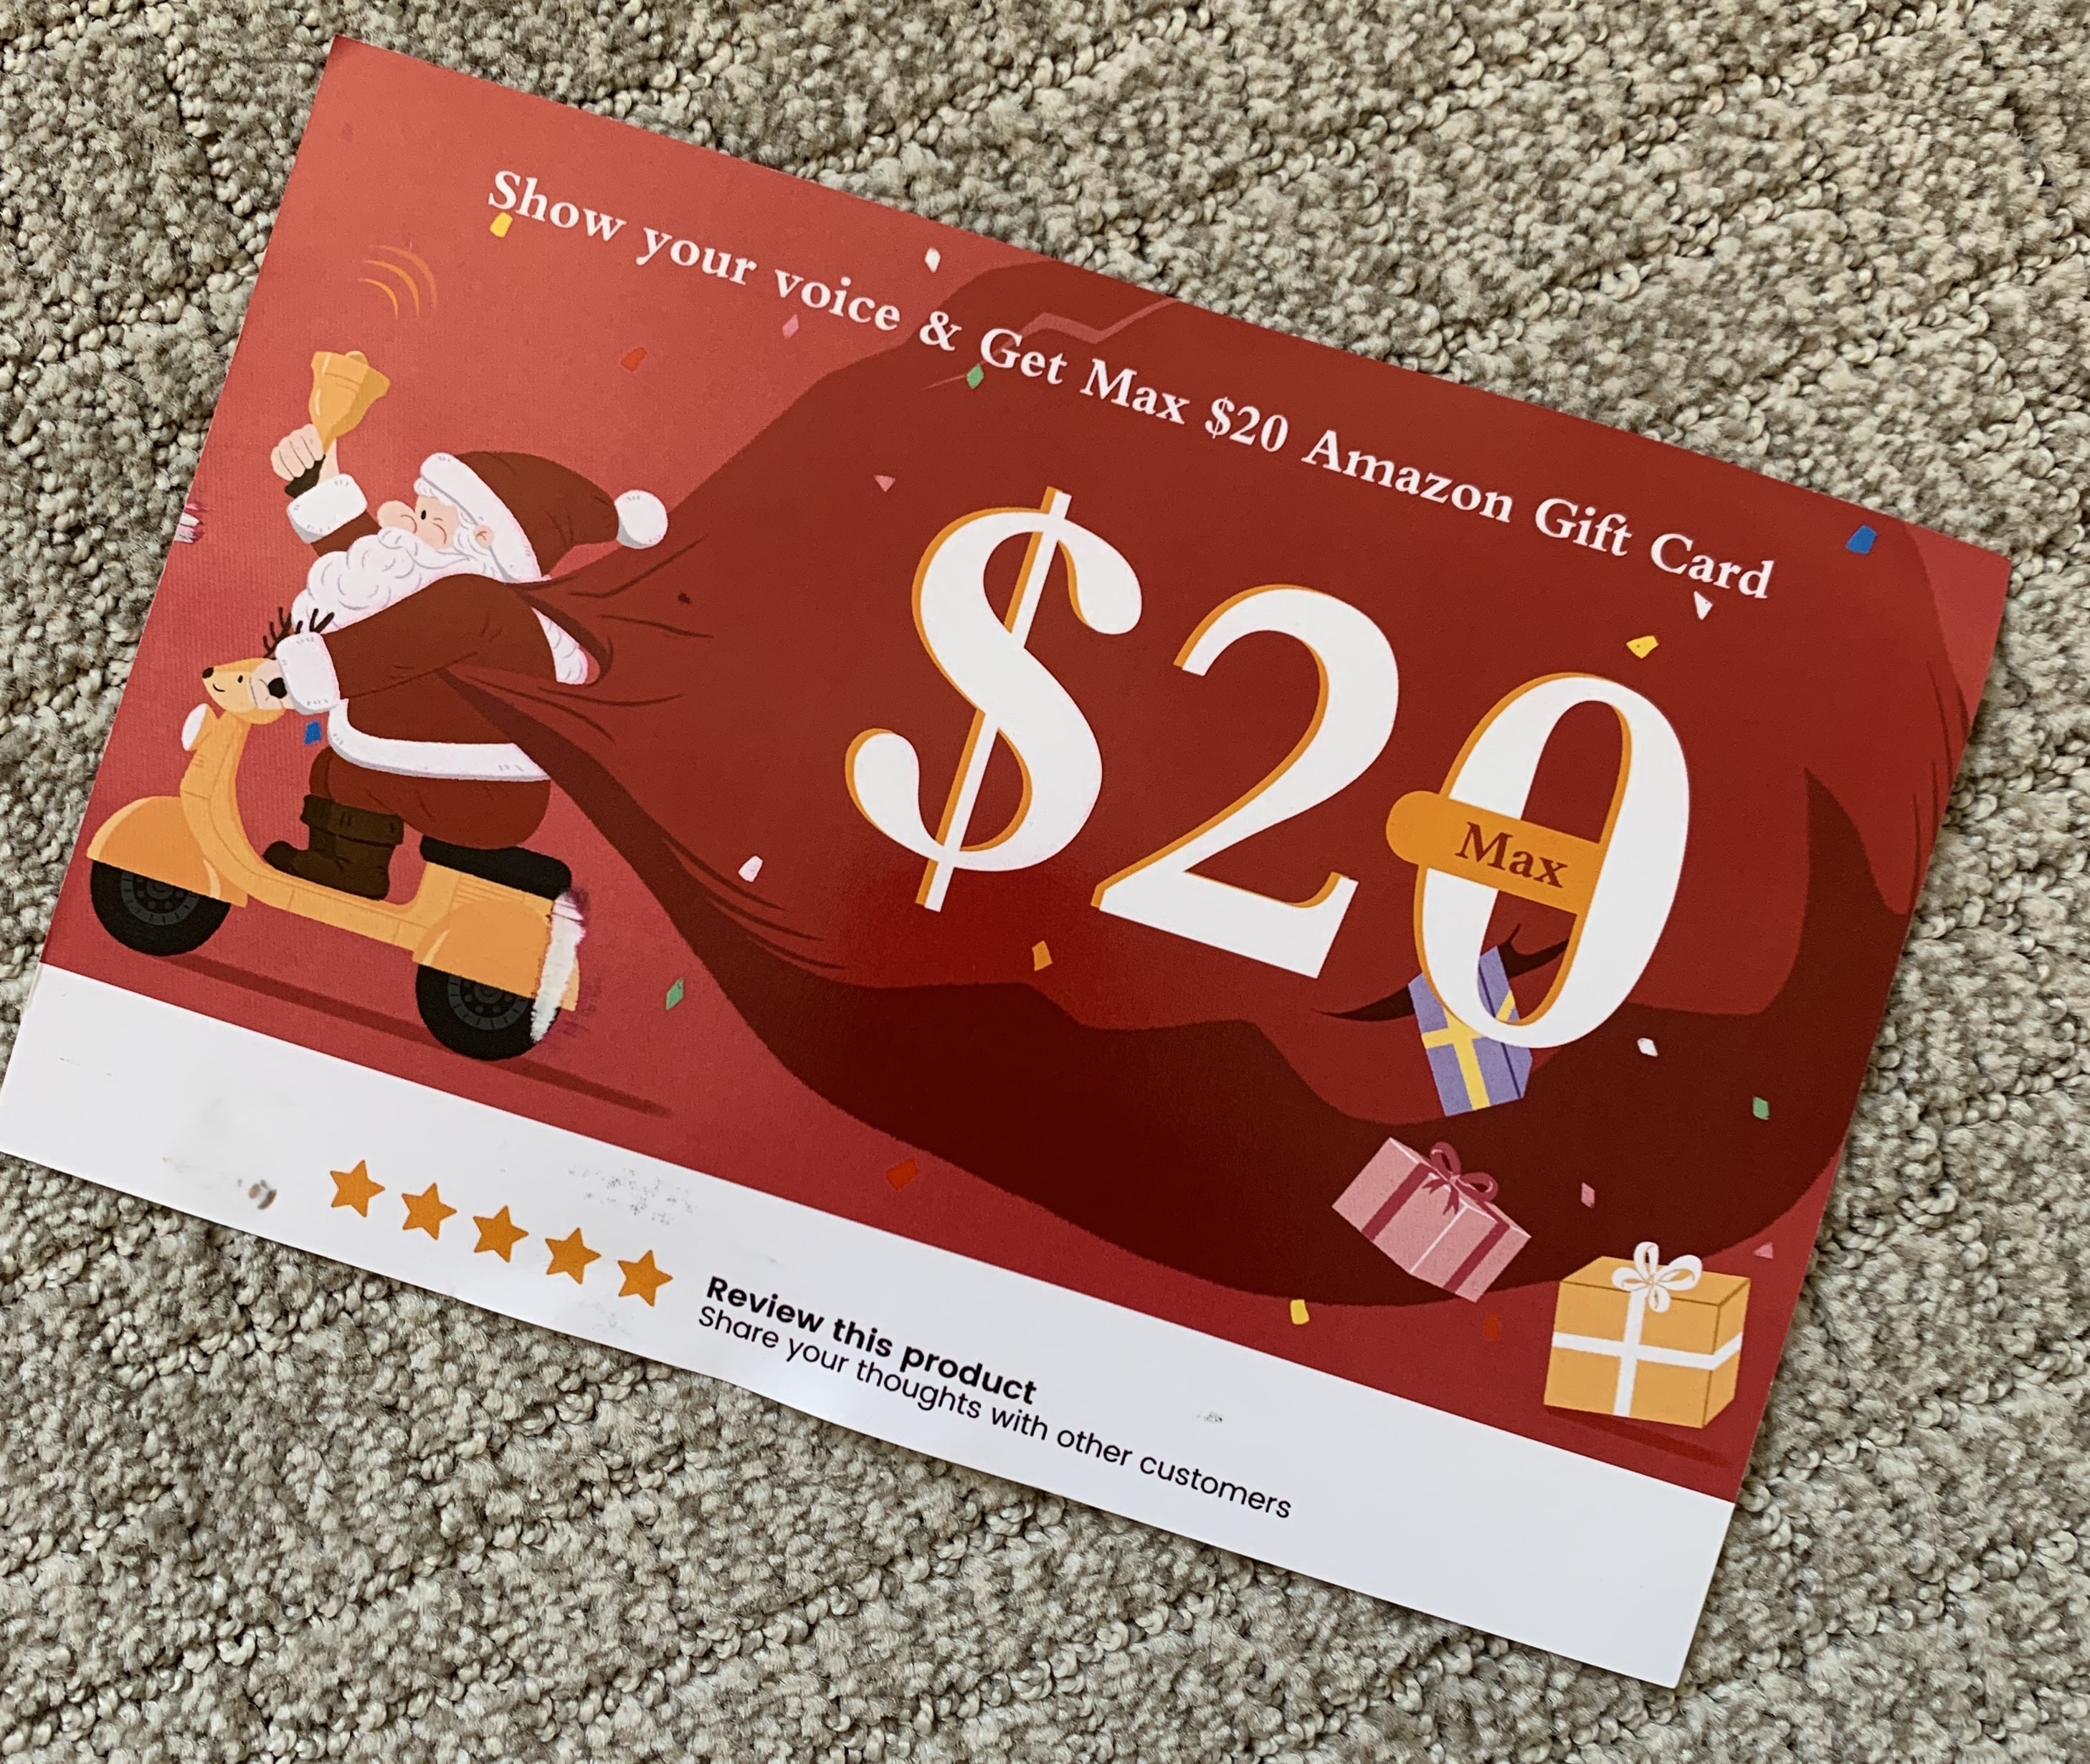 Show your voice & Get Max $20 Amazon Gift Card
$20
Max
Review this product
Share your thoughts with other customers